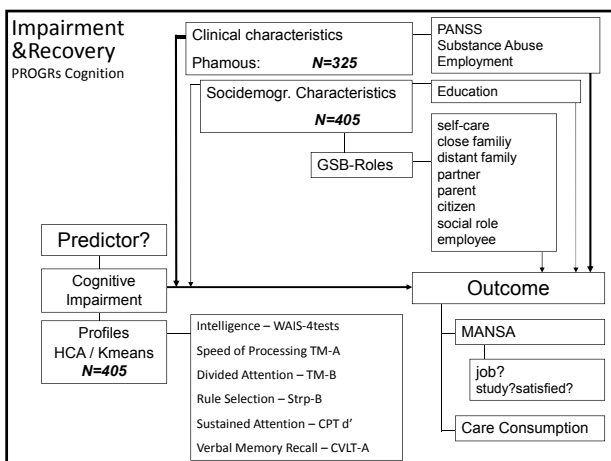 Impairment
&Recovery
PROGRs Cognition
Clinical characteristics
Phamous: N=325
PANSS
Substance Abuse
Employment
Socidemogr. Characteristics
N=405
Education
GSB-Roles
self-care
close familiy
distant family
partner
parent
citizen
social role
employee
Predictor?
Cognitive
Impairment
Profiles
HCA / Kmeans
N=405
Intelligence – WAIS-4tests
Speed of Processing TM-A
Divided Attention – TM-B
Rule Selection – Strp-B
Sustained Attention – CPT d’
Verbal Memory Recall – CVLT-A
Outcome
MANSA
job?
study?satisfied?
Care Consumption